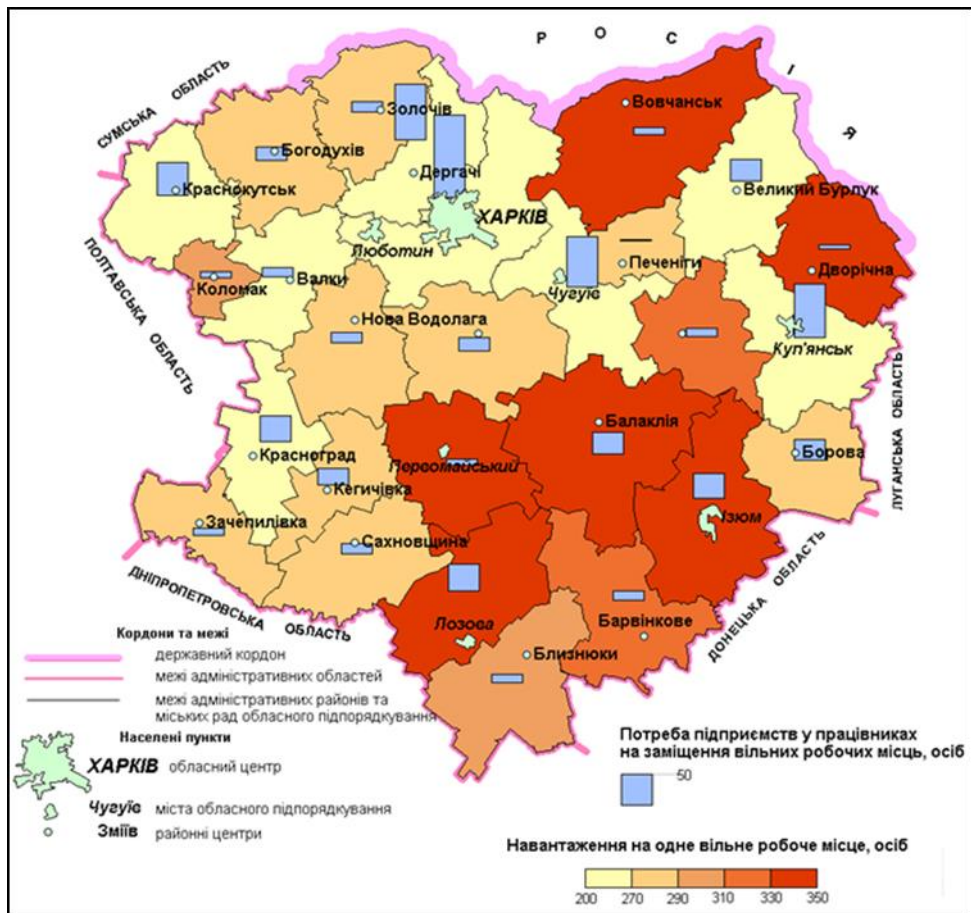 РОСІЯ
СУМСЬКА ОБЛАСТЬ
Вовчанськ
Золочів
Богодухів
Дергачі
Краснокутськ
Великий Бурлук
ХАРКІВ
Люботин
Печеніги
Дворічна
Чугуїв
Коломак
Валки
ПОЛТАВСЬКА ОБЛАСТЬ
Нова Водолага
Куп'янськ
ЛУГАНСЬКА ОБЛАСТЬ
Балаклія
Борова
Красноград
Первомайський
Кегичівка
Ізюм
Зачепилівка
Сахновщина
ДНІПРОПЕТРОВСЬКА ОБЛАСТЬ
Лозова
Барвінкове
ДОНЕЦЬКА ОБЛАСТЬ
Близнюки
Кордони та межі
державний кордон
межі адміністративних областей
межі адміністративних районів та
міських рад обласного підпорядкування
Населені пункти
ХАРКІВ обласний центр
Чугуїв міста обласного підпорядкування
Зміїв районні центри
Потреба підприємств у працівниках
на заміщення вільних робочих місць, осіб
50
Навантаження на одне вільне робоче місце, осіб
200 270 290 310 330 350